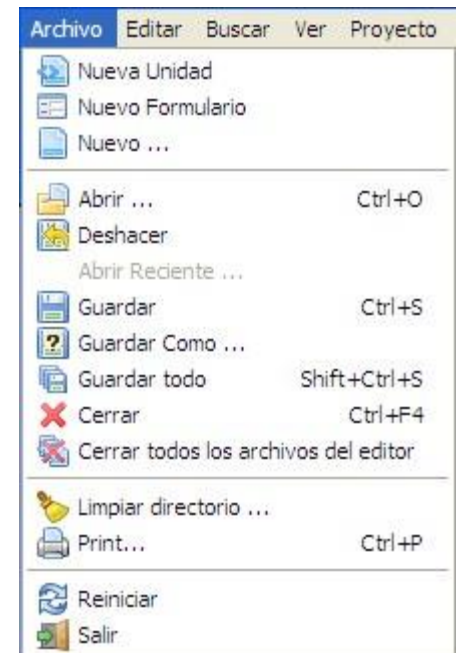 Archivo Editar Buscar Ver Proyecto
Nueva Unidad
Nuevo Formulario
Nuevo ...
Abrir ... Ctrl+O
Deshacer
Abrir Reciente ...
Guardar Ctrl+S
Guardar Como ...
Guardar todo Shift+Ctrl+S
Cerrar Ctrl+F4
Cerrar todos los archivos del editor
Limpiar directorio ...
Print... Ctrl+P
Reiniciar
Salir